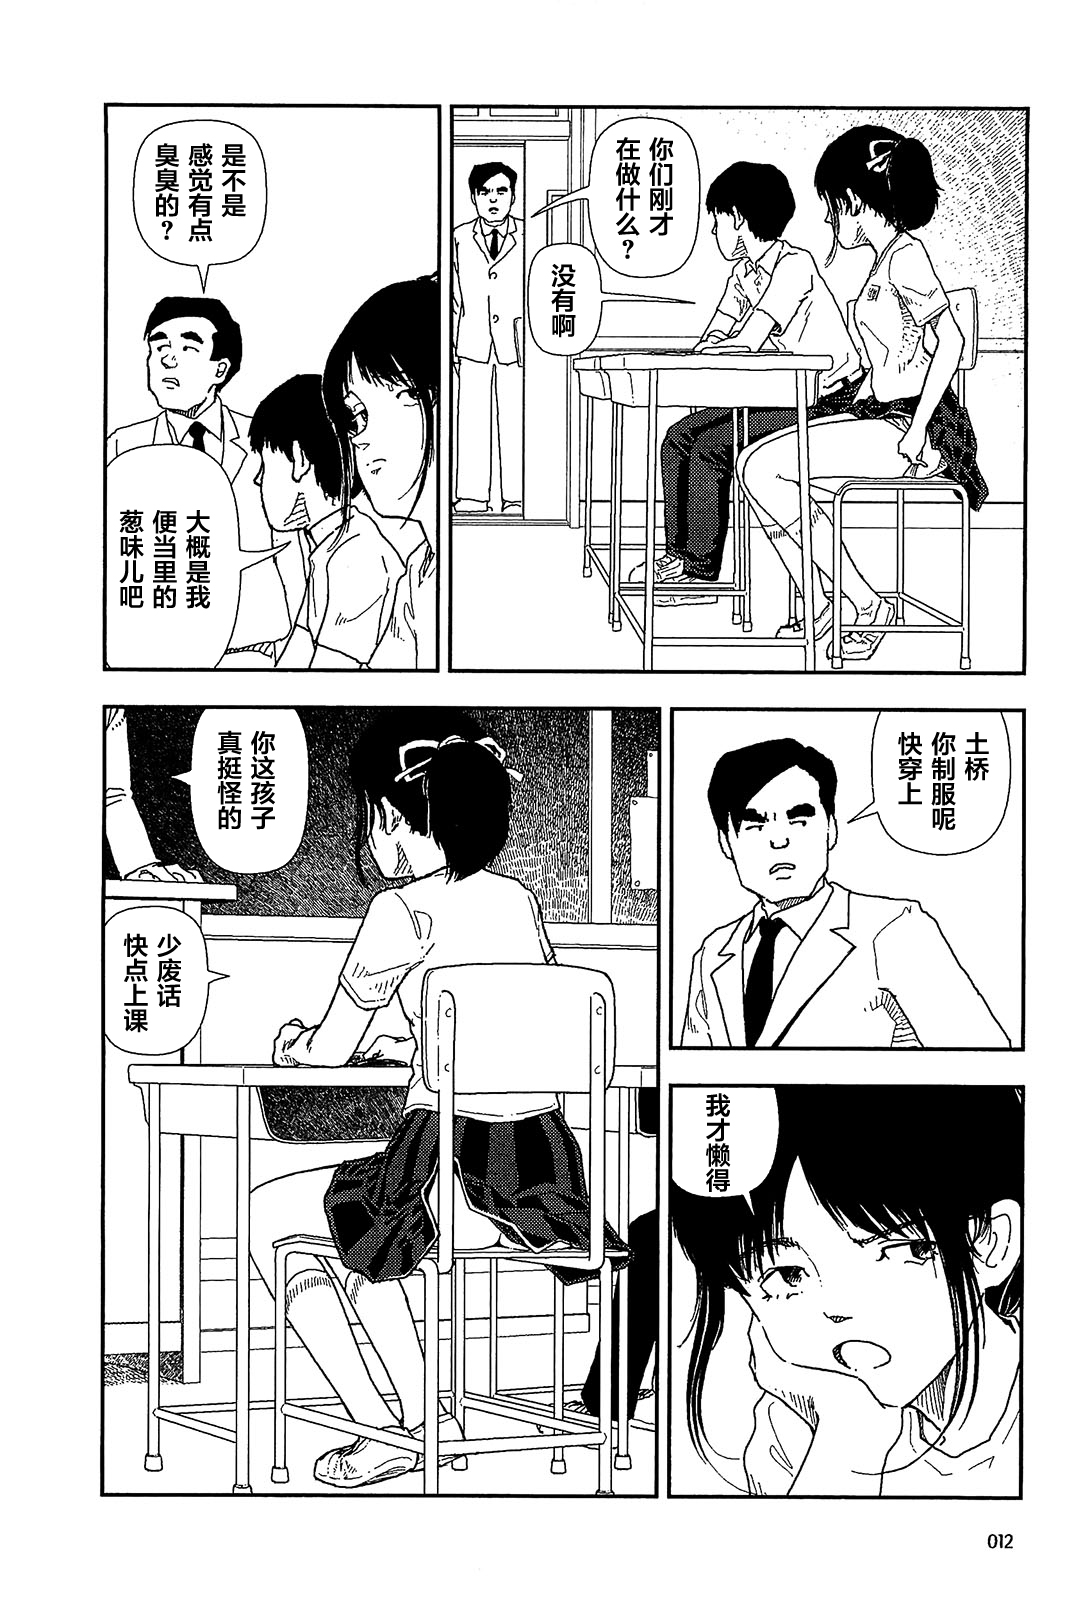 你们刚才
在做什么？
没有啊
是不是
感觉有点
臭臭的？
大概是我
便当里的
葱味儿吧
土桥
你制服呢
快穿上
我才懒得
你这孩子
真挺怪的
少废话
快点上课
012